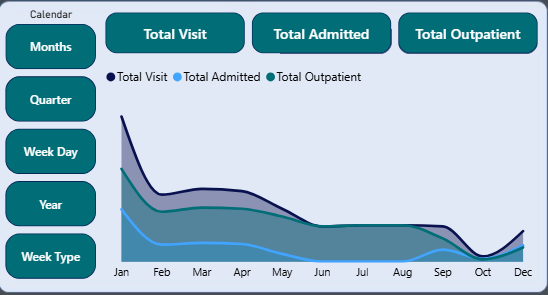 Calendar
Months
Quarter
Week Day
Year
Week Type
Total Visit
Total Admitted
Total Outpatient
Total Visit Total Admitted Total Outpatient
Jan Feb Mar Apr May Jun Jul Aug Sep Oct Dec